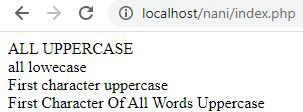 localhost/nani/index.php
ALL UPPERCASE
all lowecase
First character uppercase
First Character Of All Words Uppercase